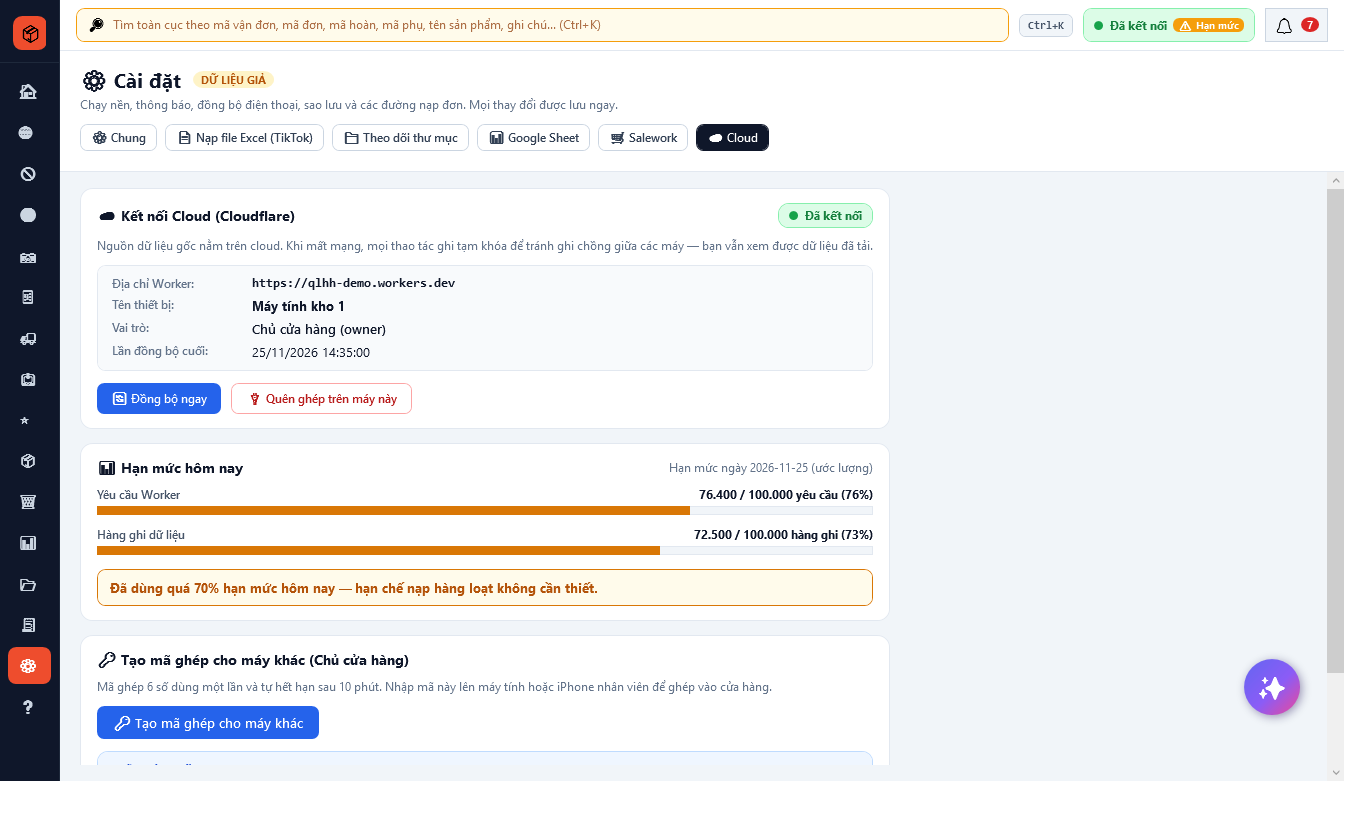 Tìm toàn cục theo mã vận đơn, mã đơn, mã hoàn, mã phụ, tên sản phẩm, ghi chú... (Ctrl+K)
Ctrl+K
Đã kết nối
Hạn mức
7
Cài đặt
DỮ LIỆU GIẢ
Chạy nền, thông báo, đồng bộ điện thoại, sao lưu và các đường nạp đơn. Mọi thay đổi được lưu ngay.
Chung
Nạp file Excel (TikTok)
Theo dõi thư mục
Google Sheet
Salework
Cloud
Kết nối Cloud (Cloudflare)
Đã kết nối
Nguồn dữ liệu gốc nằm trên cloud. Khi mất mạng, mọi thao tác ghi tạm khóa để tránh ghi chồng giữa các máy — bạn vẫn xem được dữ liệu đã tải.
Địa chỉ Worker: https://qlhh-demo.workers.dev
Tên thiết bị: Máy tính kho 1
Vai trò: Chủ cửa hàng (owner)
Lần đồng bộ cuối: 25/11/2026 14:35:00
Đồng bộ ngay
Quên ghép trên máy này
Hạn mức hôm nay
Hạn mức ngày 2026-11-25 (ước lượng)
Yêu cầu Worker
76.400 / 100.000 yêu cầu (76%)
Hàng ghi dữ liệu
72.500 / 100.000 hàng ghi (73%)
Đã dùng quá 70% hạn mức hôm nay — hạn chế nạp hàng loạt không cần thiết.
Tạo mã ghép cho máy khác (Chủ cửa hàng)
Mã ghép 6 số dùng một lần và tự hết hạn sau 10 phút. Nhập mã này lên máy tính hoặc iPhone nhân viên để ghép vào cửa hàng.
Tạo mã ghép cho máy khác